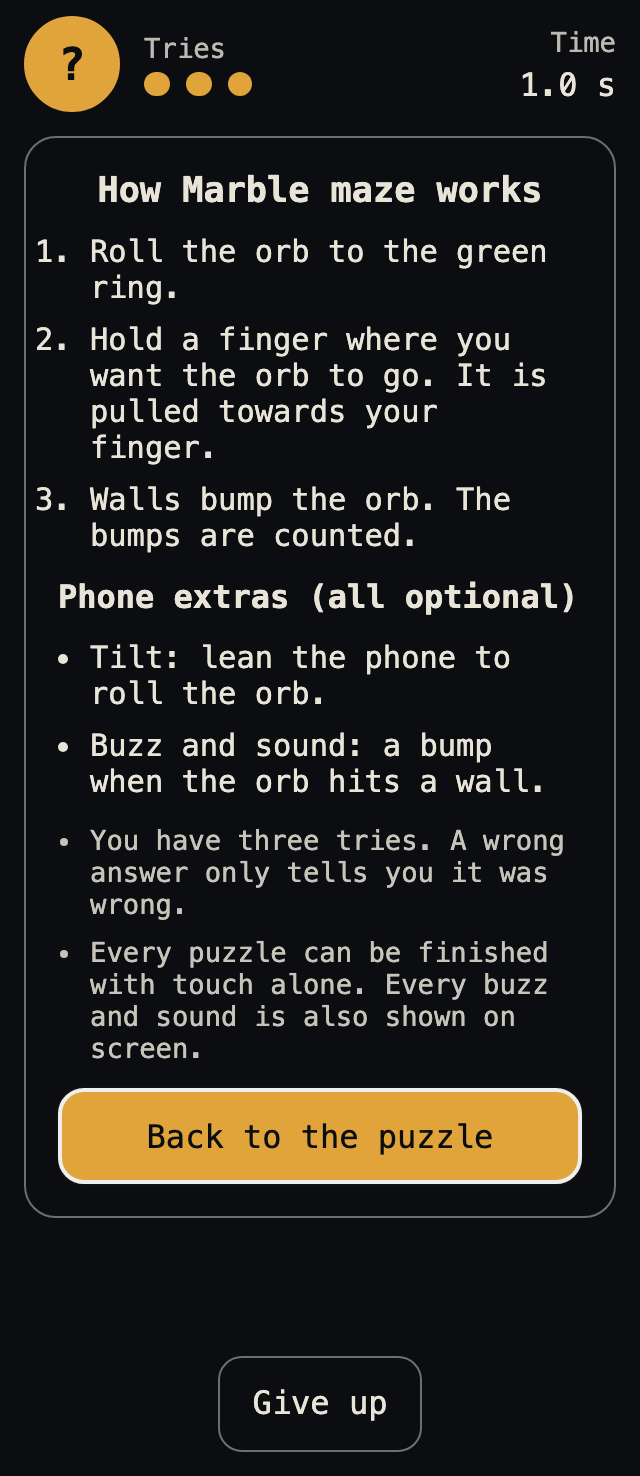 ?
Tries
Time
1.0 s
How Marble maze works
1. Roll the orb to the green
ring.
2. Hold a finger where you
want the orb to go. It is
pulled towards your
finger.
3. Walls bump the orb. The
bumps are counted.
Phone extras (all optional)
• Tilt: lean the phone to
roll the orb.
• Buzz and sound: a bump
when the orb hits a wall.
• You have three tries. A wrong
answer only tells you it was
wrong.
• Every puzzle can be finished
with touch alone. Every buzz
and sound is also shown on
screen.
Back to the puzzle
Give up